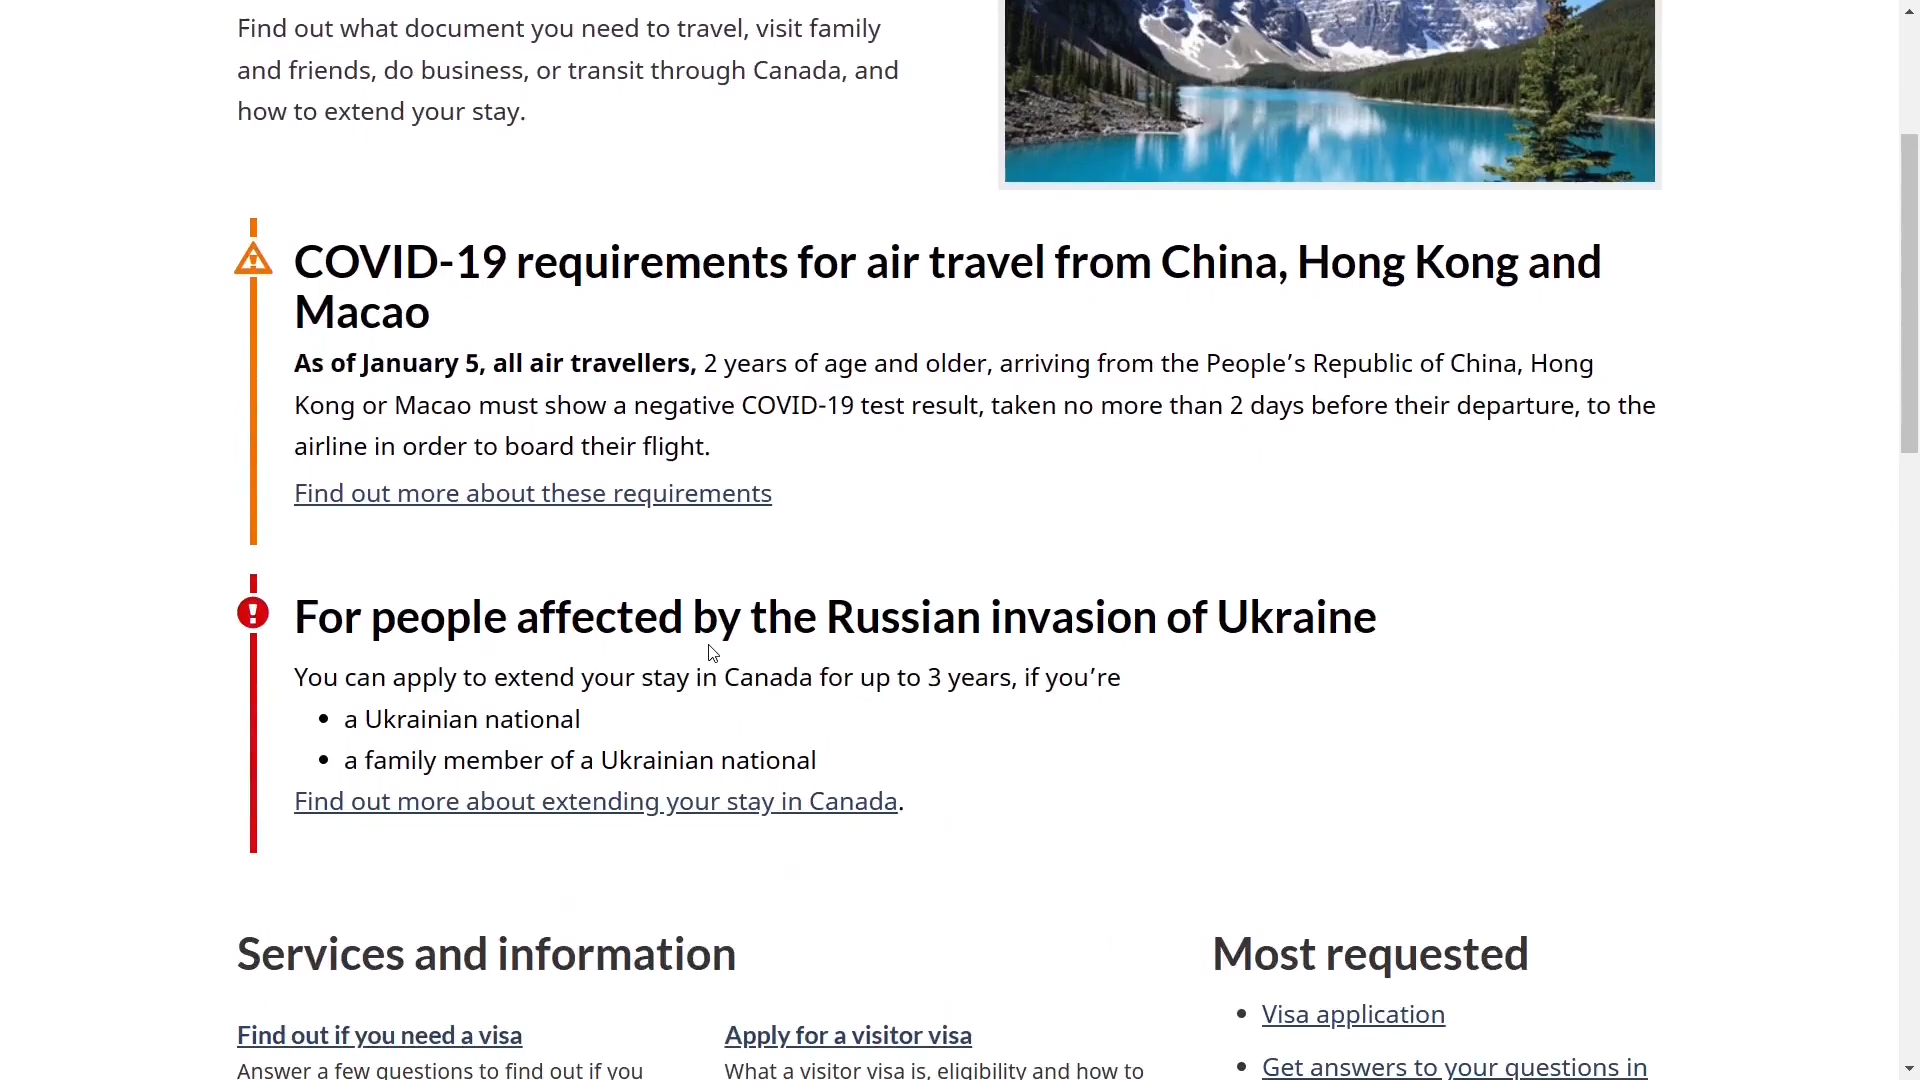 Find out what document you need to travel, visit family
and friends, do business, or transit through Canada, and
how to extend your stay.
COVID-19 requirements for air travel from China, Hong Kong and
Macao
As of January 5, all air travellers, 2 years of age and older, arriving from the People’s Republic of China, Hong
Kong or Macao must show a negative COVID-19 test result, taken no more than 2 days before their departure, to the
airline in order to board their flight.
Find out more about these requirements
For people affected by the Russian invasion of Ukraine
You can apply to extend your stay in Canada for up to 3 years, if you’re
• a Ukrainian national
• a family member of a Ukrainian national
Find out more about extending your stay in Canada.
Services and information
Find out if you need a visa
Answer a few questions to find out if you
Apply for a visitor visa
What a visitor visa is, eligibility and how to
Most requested
• Visa application
• Get answers to your questions in